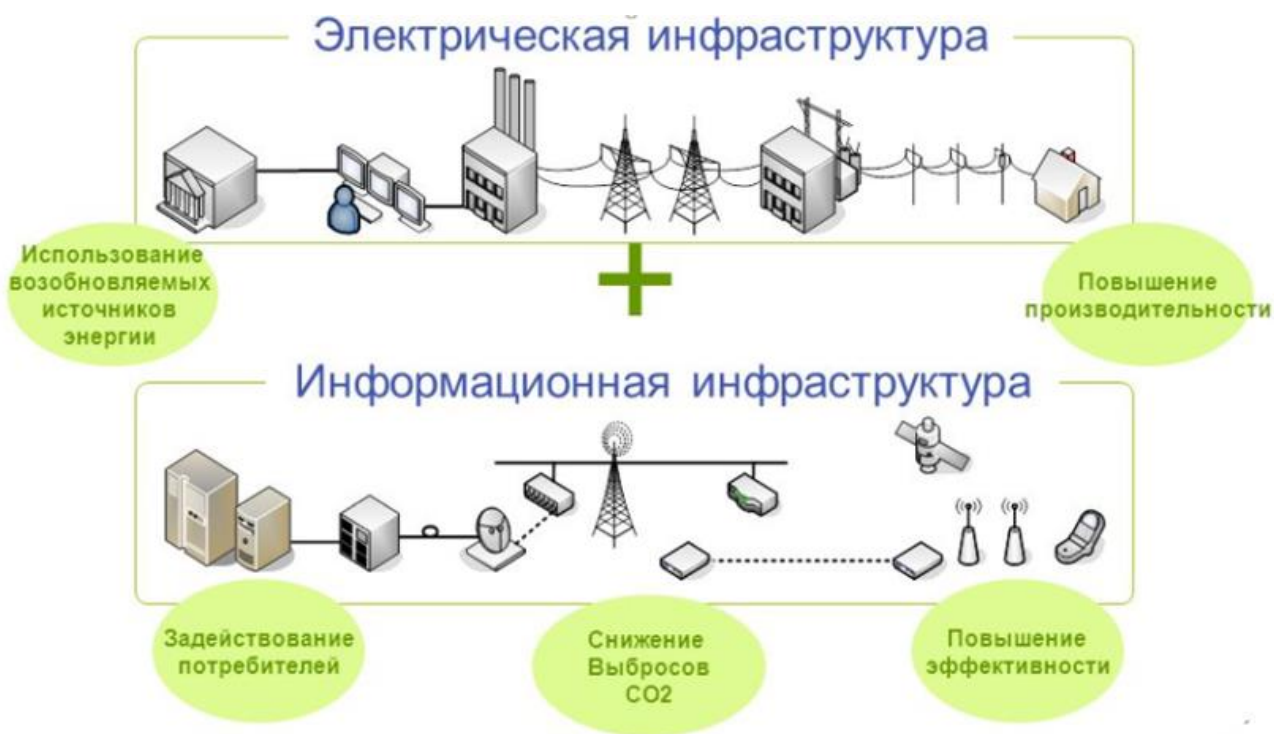 Электрическая инфраструктура
Использование
возобновляемых
источников
энергии
Повышение
производительности
Информационная инфраструктура
Задействование
потребителей
Снижение
Выбросов
CO2
Повышение
эффективности